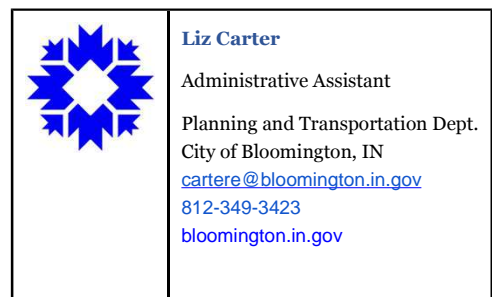 Liz Carter
Administrative Assistant
Planning and Transportation Dept.
City of Bloomington, IN
cartere@bloomington.in.gov
812-349-3423
bloomington.in.gov